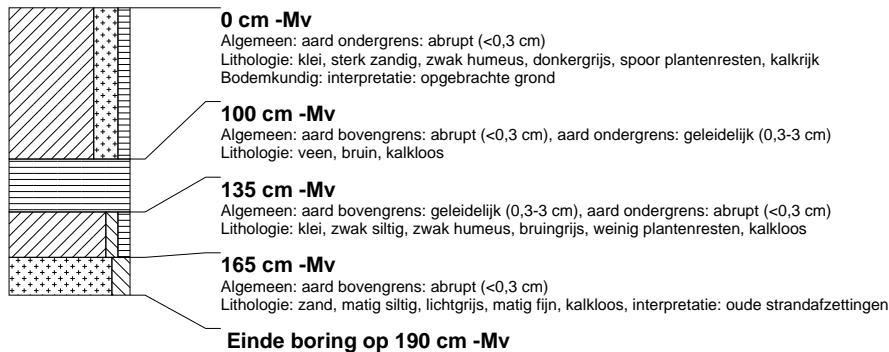 0 cm -Mv
Algemeen: aard ondergrens: abrupt (<0,3 cm)
Lithologie: klei, sterk zandig, zwak humeus, donkergrijs, spoor plantenresten, kalkrijk
Bodemkundig: interpretatie: opgebrachte grond
100 cm -Mv
Algemeen: aard bovengrens: abrupt (<0,3 cm), aard ondergrens: geleidelijk (0,3-3 cm)
Lithologie: veen, bruin, kalkloos
135 cm -Mv
Algemeen: aard bovengrens: geleidelijk (0,3-3 cm), aard ondergrens: abrupt (<0,3 cm)
Lithologie: klei, zwak siltig, zwak humeus, bruingrijs, weinig plantenresten, kalkloos
165 cm -Mv
Algemeen: aard bovengrens: abrupt (<0,3 cm)
Lithologie: zand, matig siltig, lichtgrijs, matig fijn, kalkloos, interpretatie: oude strandafzettingen
Einde boring op 190 cm -Mv